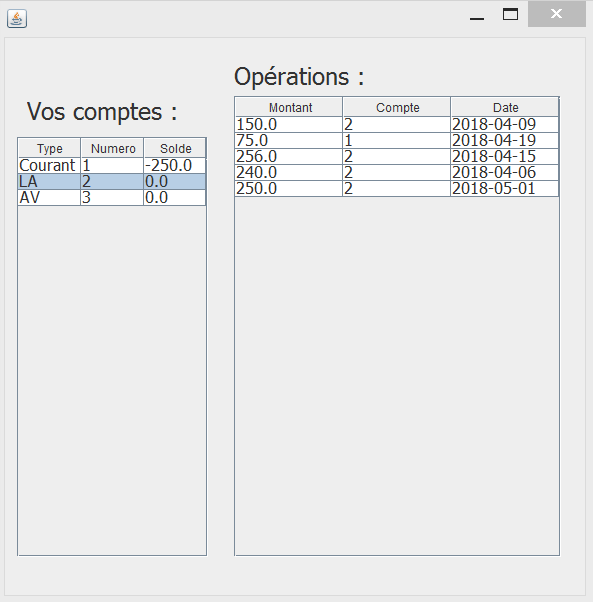 Opérations :
Vos comptes :
Montant Compte Date
150.0 2 2018-04-09
75.0 1 2018-04-19
256.0 2 2018-04-15
240.0 2 2018-04-06
250.0 2 2018-05-01
Type Numero Solde
Courant 1 -250.0
LA 2 0.0
AV 3 0.0